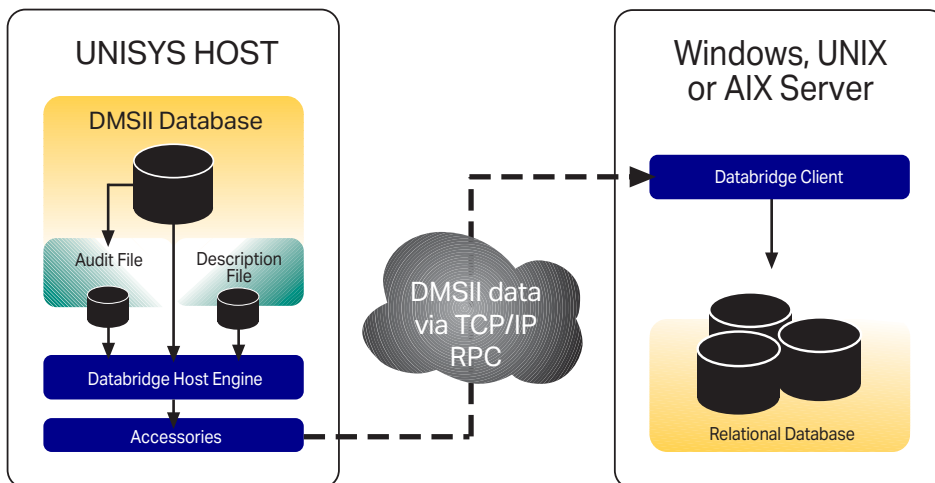 UNISYS HOST
DMSII Database
Audit File
Description
File
Databridge Host Engine
Accessories
DMSII data
via TCP/IP
RPC
Windows, UNIX
or AIX Server
Databridge Client
Relational Database